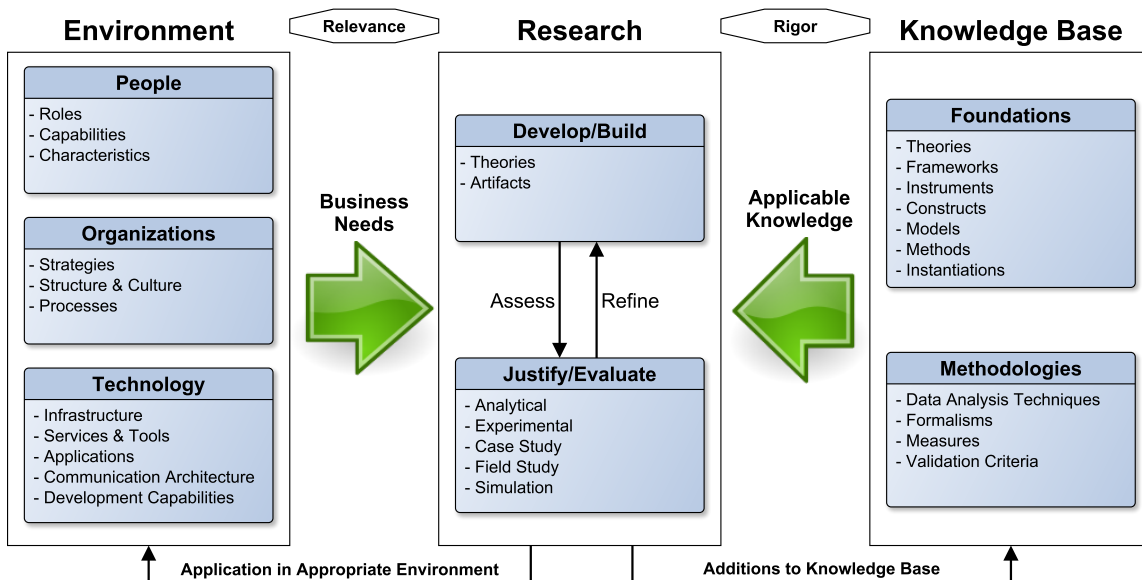 Environment
Relevance
Research
Rigor
Knowledge Base
People
- Roles
- Capabilities
- Characteristics
Organizations
- Strategies
- Structure & Culture
- Processes
Technology
- Infrastructure
- Services & Tools
- Applications
- Communication Architecture
- Development Capabilities
Business
Needs
Develop/Build
- Theories
- Artifacts
Assess
Refine
Justify/Evaluate
- Analytical
- Experimental
- Case Study
- Field Study
- Simulation
Applicable
Knowledge
Foundations
- Theories
- Frameworks
- Instruments
- Constructs
- Models
- Methods
- Instantiations
Methodologies
- Data Analysis Techniques
- Formalisms
- Measures
- Validation Criteria
Application in Appropriate Environment
Additions to Knowledge Base